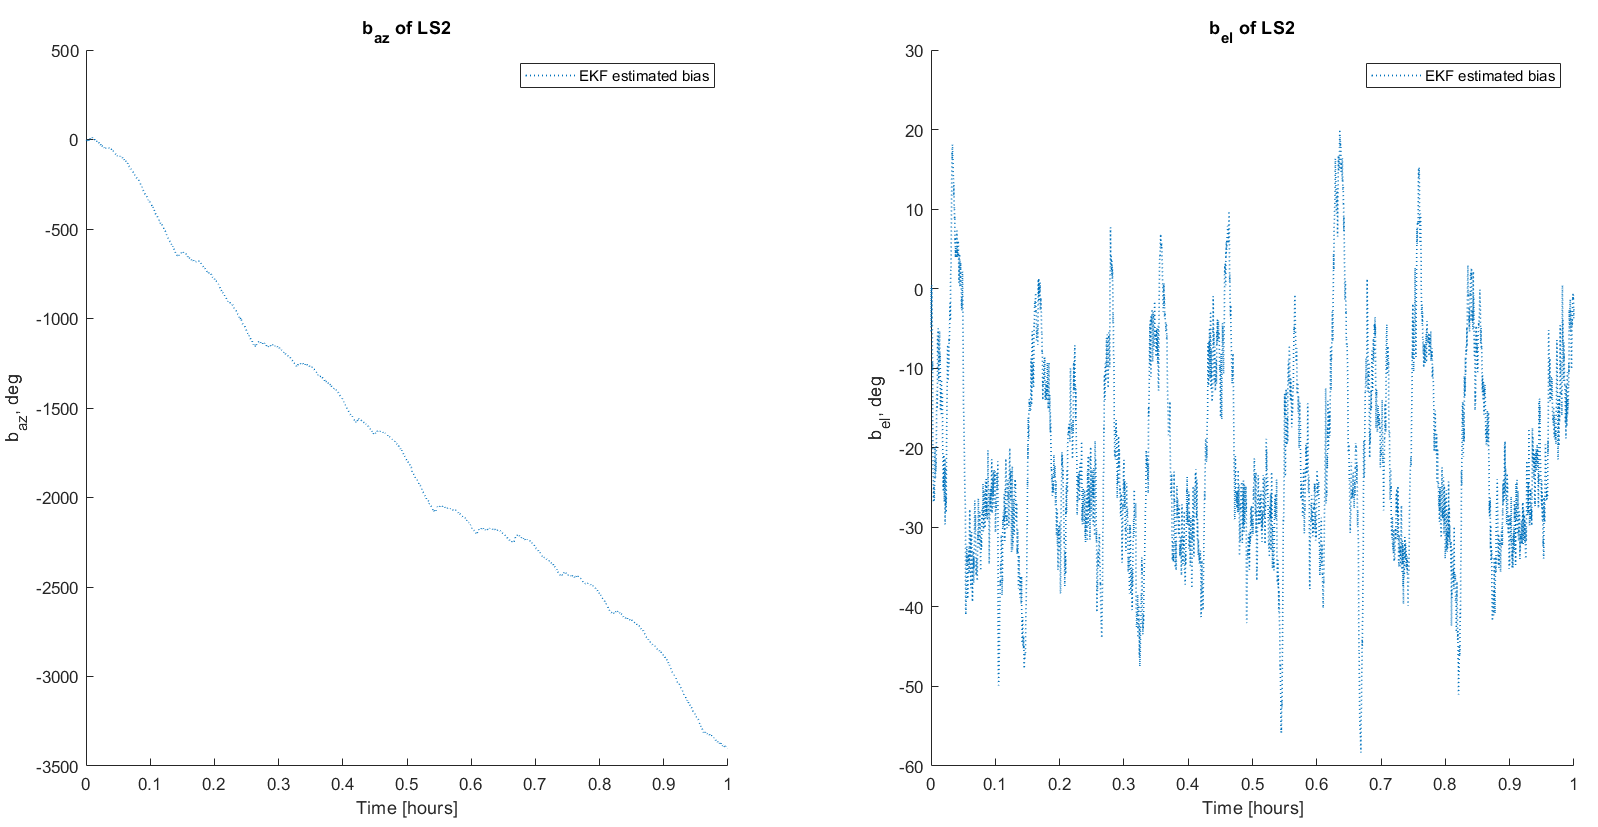 b_az of LS2
EKF estimated bias
500
0
-500
-1000
-1500
-2000
-2500
-3000
-3500
b_az, deg
0 0.1 0.2 0.3 0.4 0.5 0.6 0.7 0.8 0.9 1
Time [hours]
b_el of LS2
EKF estimated bias
30
20
10
0
-10
-20
-30
-40
-50
-60
b_el, deg
0 0.1 0.2 0.3 0.4 0.5 0.6 0.7 0.8 0.9 1
Time [hours]